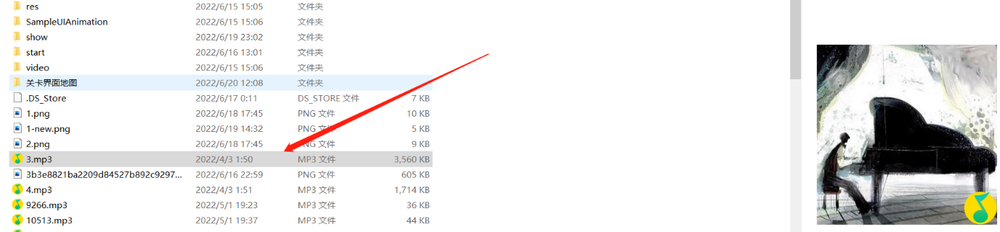 res 2022/6/15 15:05 文件夹
SampleUIAnimation 2022/6/15 15:06 文件夹
show 2022/6/19 23:02 文件夹
start 2022/6/16 13:01 文件夹
video 2022/6/15 15:06 文件夹
关卡界面地图 2022/6/20 12:08 文件夹
.DS_Store 2022/6/17 0:11 DS_STORE 文件 7 KB
1.png 2022/6/18 17:45 PNG 文件 10 KB
1-new.png 2022/6/19 14:32 PNG 文件 5 KB
2.png 2022/6/18 17:45 PNG 文件 9 KB
3.mp3 2022/4/3 1:50 MP3 文件 3,560 KB
3b3e8821ba2209d84527b892c9297... 2022/6/16 22:59 PNG 文件 605 KB
4.mp3 2022/4/3 1:51 MP3 文件 1,714 KB
9266.mp3 2022/5/1 19:23 MP3 文件 36 KB
10513.mp3 2022/5/1 19:37 MP3 文件 44 KB